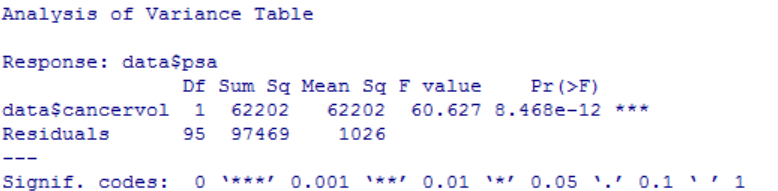 Analysis of Variance Table
Response: data$psa
Df Sum Sq Mean Sq F value Pr(>F)
data$cancervol 1 62202 62202 60.627 8.468e-12 ***
Residuals 95 97469 1026
---
Signif. codes: 0 ‘***’ 0.001 ‘**’ 0.01 ‘*’ 0.05 ‘.’ 0.1 ‘ ’ 1